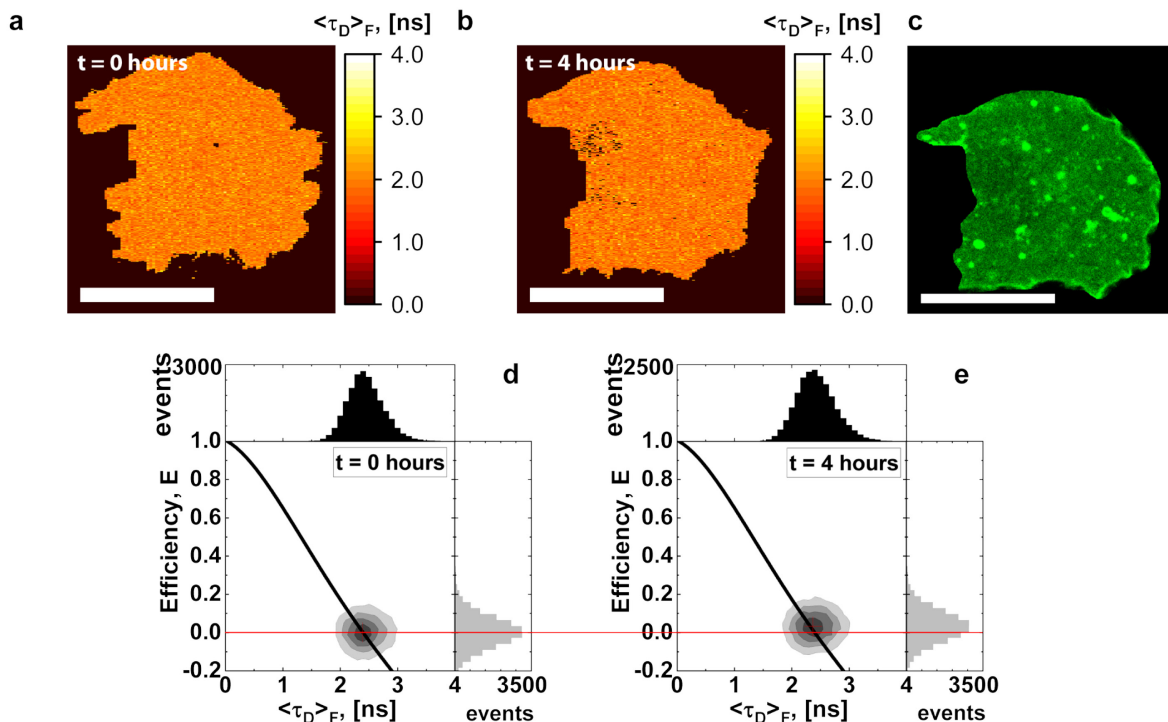 a
<τD>F, [ns]
t = 0 hours
4.0
3.0
2.0
1.0
0.0
b
<τD>F, [ns]
t = 4 hours
4.0
3.0
2.0
1.0
0.0
c
d
events
3000
1.0
0.8
0.6
0.4
0.2
0.0
-0.2
Efficiency, E
t = 0 hours
0 1 2 3 4 3500
<τD>F, [ns] events
e
events
2500
1.0
0.8
0.6
0.4
0.2
0.0
-0.2
Efficiency, E
t = 4 hours
0 1 2 3 4 3500
<τD>F, [ns] events